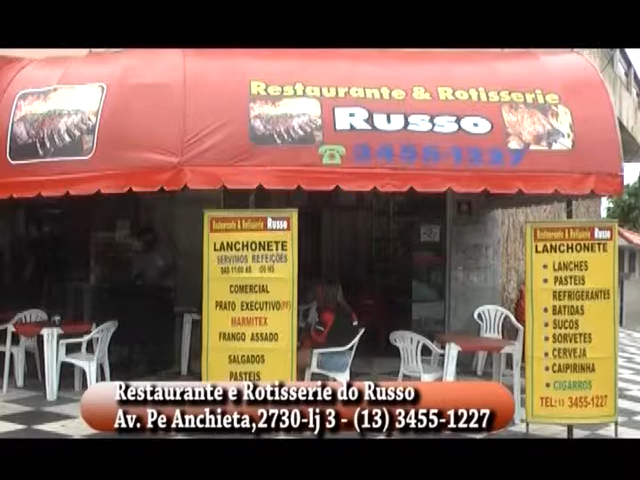 Restaurante & Rotisserie
Russo
3455-1227
Restaurante & Rotisserie Russo
LANCHONETE
SERVIMOS REFEIÇÕES
COMERCIAL
PRATO EXECUTIVO
MARMITEX
FRANGO ASSADO
SALGADOS
PASTEIS
Restaurante & Rotisserie Russo
LANCHONETE
• LANCHES
• PASTEIS
• REFRIGERANTES
• BATIDAS
• SUCOS
• SORVETES
• CERVEJA
• CAIPIRINHA
• CIGARROS
TEL: 13 3455-1227
Restaurante e Rotisserie do Russo
Av. Pe Anchieta,2730-lj 3 - (13) 3455-1227